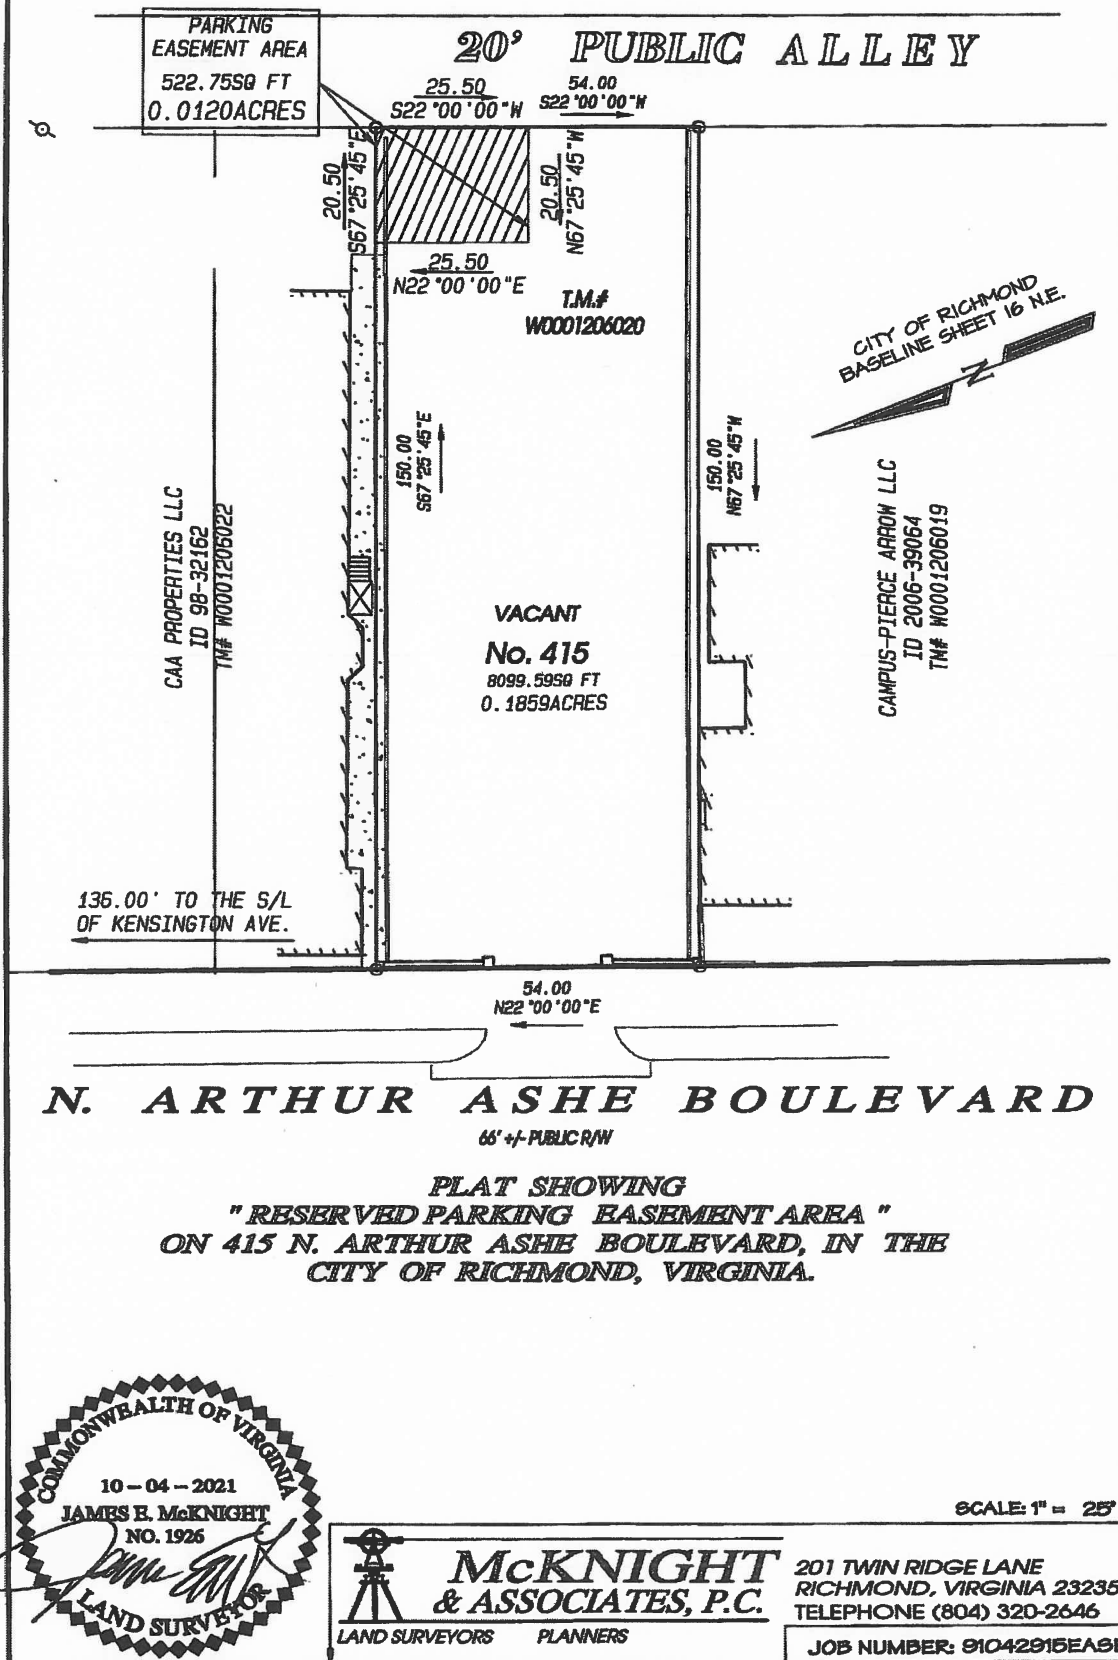 PARKING
EASEMENT AREA
522.75SQ FT
0.0120ACRES
20' PUBLIC ALLEY
25.50
S22°00'00"W
54.00
S22°00'00"W
20.50
S67°25'45"E
20.50
N67°25'45"W
25.50
N22°00'00"E
T.M.#
W0001206020
CITY OF RICHMOND
BASELINE SHEET 16 N.E.
N
150.00
S67°25'45"E
150.00
N67°25'45"W
CAA PROPERTIES LLC
ID 98-32162
TM# W0001206022
CAMPUS-PIERCE ARROW LLC
ID 2006-39064
TM# W0001206019
VACANT
No. 415
8099.59SQ FT
0.1859ACRES
136.00' TO THE S/L
OF KENSINGTON AVE.
54.00
N22°00'00"E
N. ARTHUR ASHE BOULEVARD
66' +/- PUBLIC R/W
PLAT SHOWING
"RESERVED PARKING EASEMENT AREA"
ON 415 N. ARTHUR ASHE BOULEVARD, IN THE
CITY OF RICHMOND, VIRGINIA.
COMMONWEALTH OF VIRGINIA
10-04-2021
JAMES E. McKNIGHT
NO. 1926
LAND SURVEYOR
SCALE: 1" = 25'
McKNIGHT
& ASSOCIATES, P.C.
LAND SURVEYORS PLANNERS
201 TWIN RIDGE LANE
RICHMOND, VIRGINIA 23235
TELEPHONE (804) 320-2646
JOB NUMBER: 91042915EASE